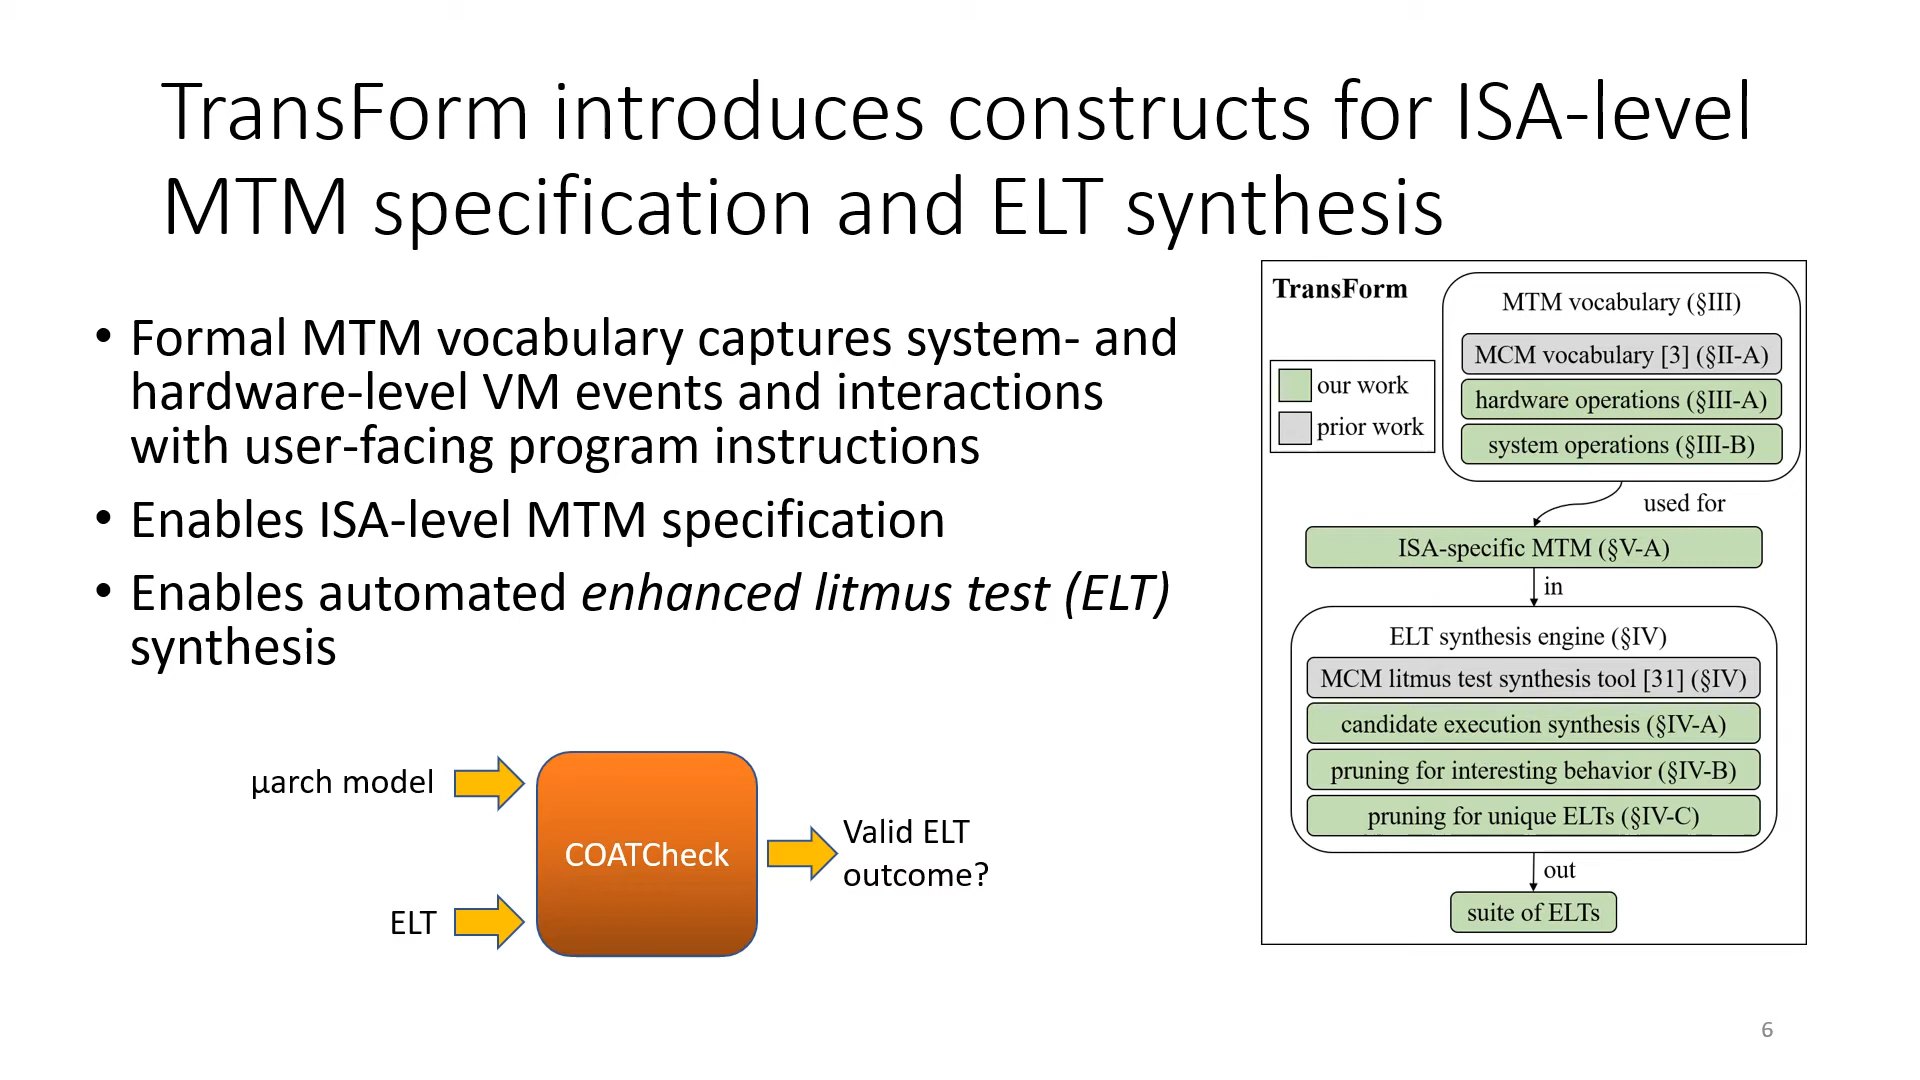 TransForm introduces constructs for ISA-level
MTM specification and ELT synthesis
• Formal MTM vocabulary captures system- and
hardware-level VM events and interactions
with user-facing program instructions
• Enables ISA-level MTM specification
• Enables automated enhanced litmus test (ELT)
synthesis
µarch model
ELT
COATCheck
Valid ELT
outcome?
TransForm
our work
prior work
MTM vocabulary (§III)
MCM vocabulary [3] (§II-A)
hardware operations (§III-A)
system operations (§III-B)
used for
ISA-specific MTM (§V-A)
in
ELT synthesis engine (§IV)
MCM litmus test synthesis tool [31] (§IV)
candidate execution synthesis (§IV-A)
pruning for interesting behavior (§IV-B)
pruning for unique ELTs (§IV-C)
out
suite of ELTs
6